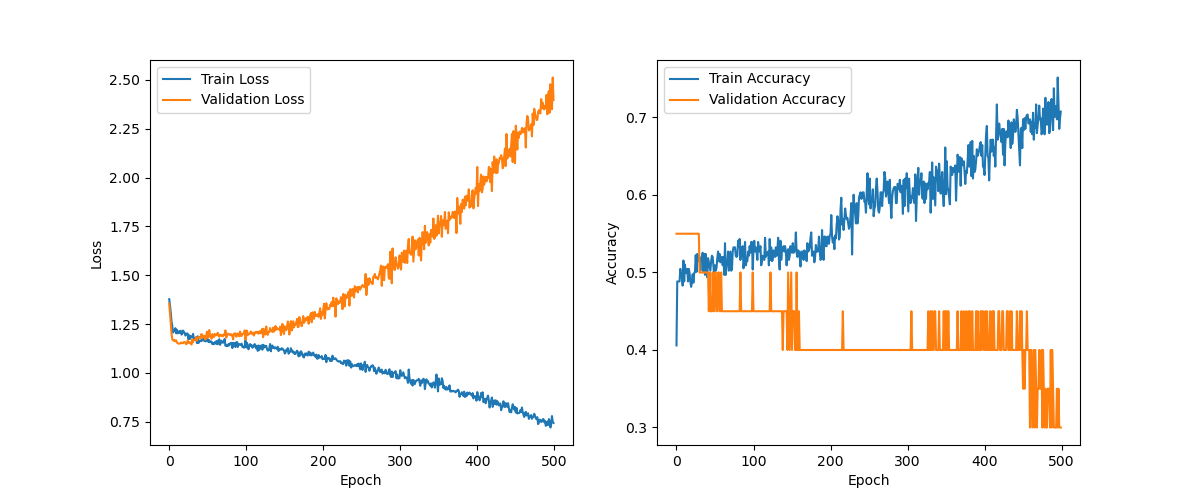 Train Loss
Validation Loss
2.50
2.25
2.00
1.75
1.50
1.25
1.00
0.75
Loss
0 100 200 300 400 500
Epoch
Train Accuracy
Validation Accuracy
0.7
0.6
0.5
0.4
0.3
Accuracy
0 100 200 300 400 500
Epoch